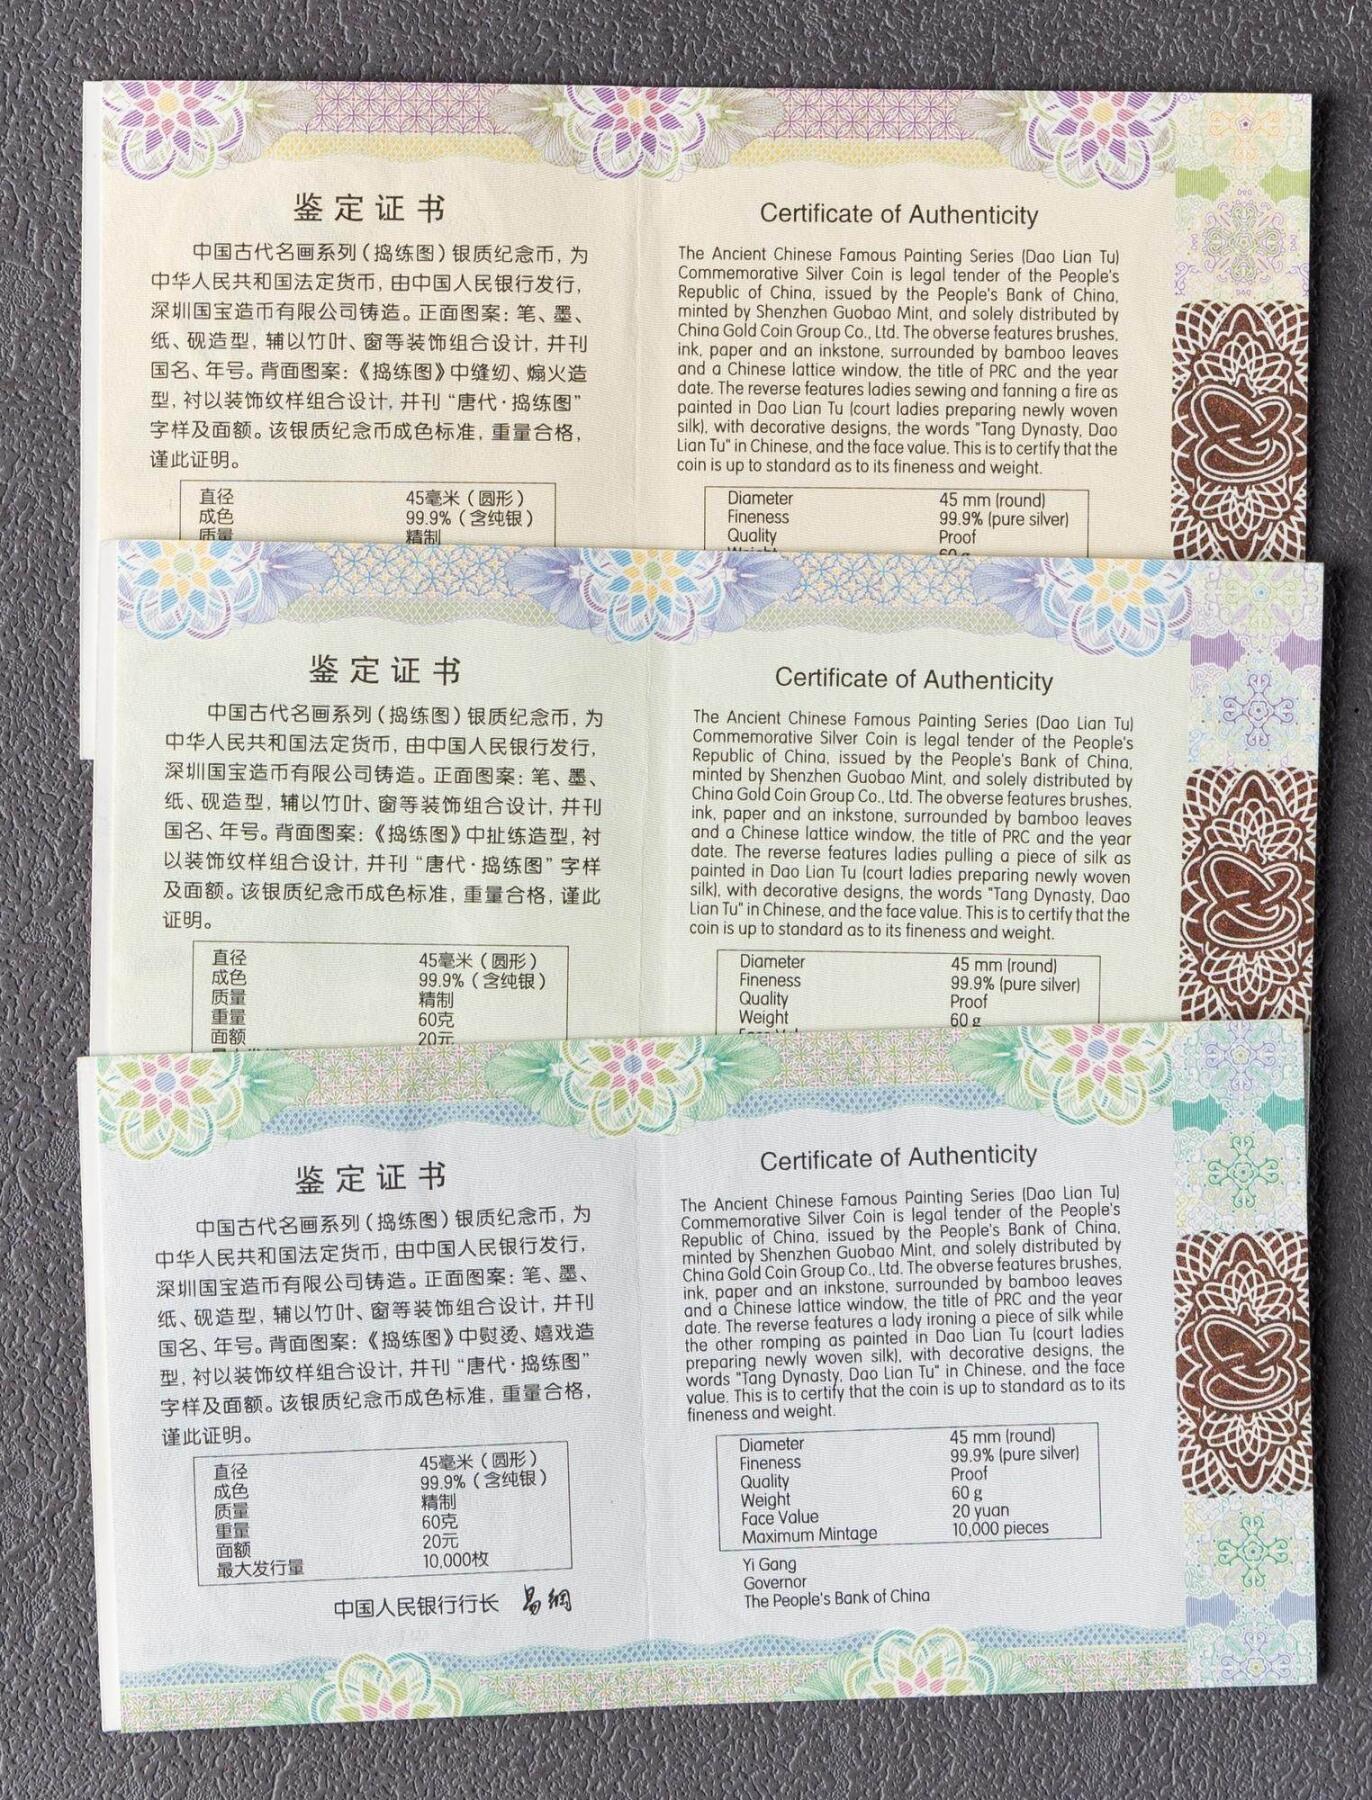 鉴定证书
中国古代名画系列（捣练图）银质纪念币，为
中华人民共和国法定货币，由中国人民银行发行，
深圳国宝造币有限公司铸造。正面图案：笔、墨、
纸、砚造型，辅以竹叶、窗等装饰组合设计，并刊
国名、年号。背面图案：《捣练图》中缝纫、煽火造
型，衬以装饰纹样组合设计，并刊“唐代·捣练图”
字样及面额。该银质纪念币成色标准，重量合格，
谨此证明。
直径 45毫米（圆形）
成色 99.9%（含纯银）
质量 精制
Certificate of Authenticity
The Ancient Chinese Famous Painting Series (Dao Lian Tu)
Commemorative Silver Coin is legal tender of the People's
Republic of China, issued by the People's Bank of China,
minted by Shenzhen Guobao Mint, and solely distributed by
China Gold Coin Group Co., Ltd. The obverse features brushes,
ink, paper and an inkstone, surrounded by bamboo leaves
and a Chinese lattice window, the title of PRC and the year
date. The reverse features ladies sewing and fanning a fire as
painted in Dao Lian Tu (court ladies preparing newly woven
silk), with decorative designs, the words "Tang Dynasty, Dao
Lian Tu" in Chinese, and the face value. This is to certify that the
coin is up to standard as to its fineness and weight.
Diameter 45 mm (round)
Fineness 99.9% (pure silver)
Quality Proof
Weight 60 g
鉴定证书
中国古代名画系列（捣练图）银质纪念币，为
中华人民共和国法定货币，由中国人民银行发行，
深圳国宝造币有限公司铸造。正面图案：笔、墨、
纸、砚造型，辅以竹叶、窗等装饰组合设计，并刊
国名、年号。背面图案：《捣练图》中扯练造型，衬
以装饰纹样组合设计，并刊“唐代·捣练图”字样
及面额。该银质纪念币成色标准，重量合格，谨此
证明。
直径 45毫米（圆形）
成色 99.9%（含纯银）
质量 精制
重量 60克
面额 20元
Certificate of Authenticity
The Ancient Chinese Famous Painting Series (Dao Lian Tu)
Commemorative Silver Coin is legal tender of the People's
Republic of China, issued by the People's Bank of China,
minted by Shenzhen Guobao Mint, and solely distributed by
China Gold Coin Group Co., Ltd. The obverse features brushes,
ink, paper and an inkstone, surrounded by bamboo leaves
and a Chinese lattice window, the title of PRC and the year
date. The reverse features ladies pulling a piece of silk as
painted in Dao Lian Tu (court ladies preparing newly woven
silk), with decorative designs, the words "Tang Dynasty, Dao
Lian Tu" in Chinese, and the face value. This is to certify that the
coin is up to standard as to its fineness and weight.
Diameter 45 mm (round)
Fineness 99.9% (pure silver)
Quality Proof
Weight 60 g
鉴定证书
中国古代名画系列（捣练图）银质纪念币，为
中华人民共和国法定货币，由中国人民银行发行，
深圳国宝造币有限公司铸造。正面图案：笔、墨、
纸、砚造型，辅以竹叶、窗等装饰组合设计，并刊
国名、年号。背面图案：《捣练图》中熨烫、嬉戏造
型，衬以装饰纹样组合设计，并刊“唐代·捣练图”
字样及面额。该银质纪念币成色标准，重量合格，
谨此证明。
直径 45毫米（圆形）
成色 99.9%（含纯银）
质量 精制
重量 60克
面额 20元
最大发行量 10,000枚
中国人民银行行长 易纲
Certificate of Authenticity
The Ancient Chinese Famous Painting Series (Dao Lian Tu)
Commemorative Silver Coin is legal tender of the People's
Republic of China, issued by the People's Bank of China,
minted by Shenzhen Guobao Mint, and solely distributed by
China Gold Coin Group Co., Ltd. The obverse features brushes,
ink, paper and an inkstone, surrounded by bamboo leaves
and a Chinese lattice window, the title of PRC and the year
date. The reverse features a lady ironing a piece of silk while
the other romping as painted in Dao Lian Tu (court ladies
preparing newly woven silk), with decorative designs, the
words "Tang Dynasty, Dao Lian Tu" in Chinese, and the face
value. This is to certify that the coin is up to standard as to its
fineness and weight.
Diameter 45 mm (round)
Fineness 99.9% (pure silver)
Quality Proof
Weight 60 g
Face Value 20 yuan
Maximum Mintage 10,000 pieces
Yi Gang
Governor
The People's Bank of China